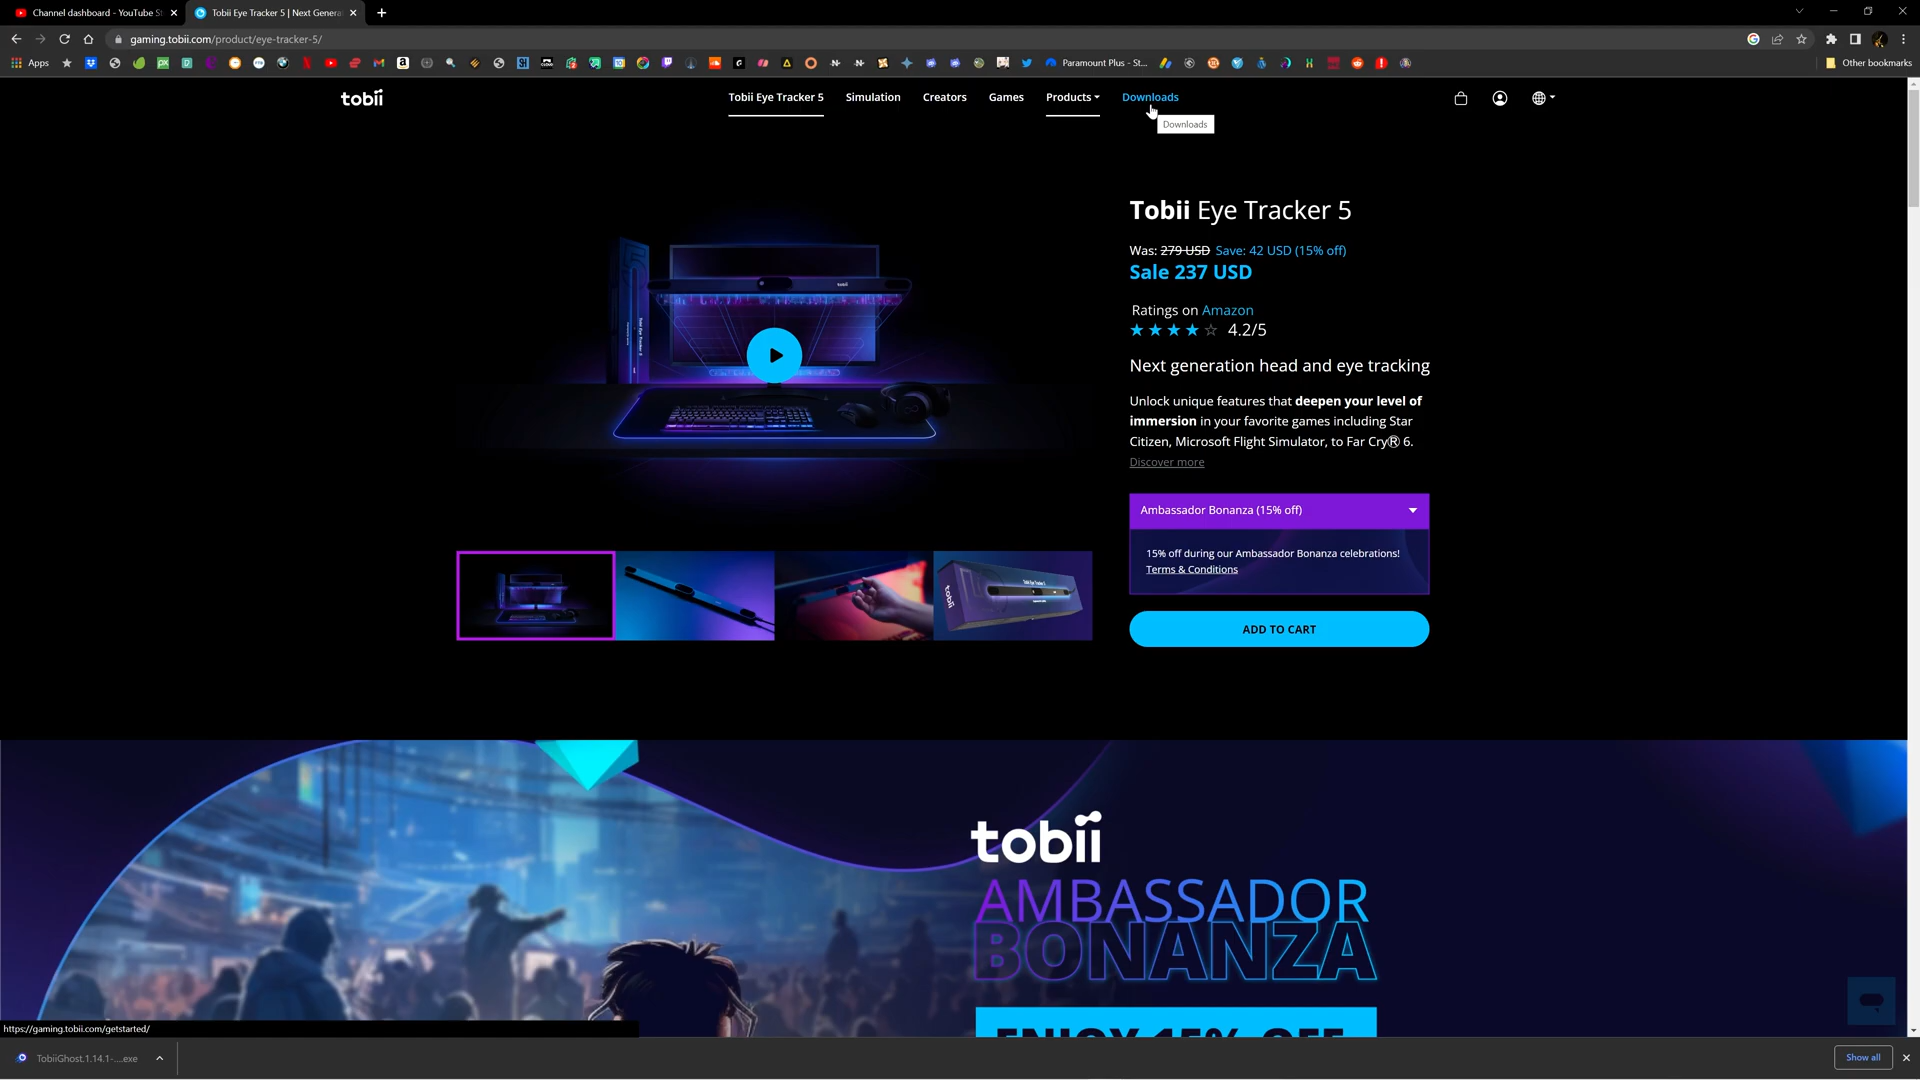 Channel dashboard - YouTube St
Tobii Eye Tracker 5 | Next Genera
gaming.tobii.com/product/eye-tracker-5/
Apps
Paramount Plus - St...
Other bookmarks
tobii
Tobii Eye Tracker 5
Simulation
Creators
Games
Products
Downloads
Downloads
Tobii Eye Tracker 5
Was: 279 USD Save: 42 USD (15% off)
Sale 237 USD
Ratings on Amazon
4.2/5
Next generation head and eye tracking
Unlock unique features that deepen your level of
immersion in your favorite games including Star
Citizen, Microsoft Flight Simulator, to Far Cry® 6.
Discover more
Ambassador Bonanza (15% off)
15% off during our Ambassador Bonanza celebrations!
Terms & Conditions
ADD TO CART
tobii
AMBASSADOR
BONANZA
ENJOY 15% OFF
https://gaming.tobii.com/getstarted/
TobiiGhost.1.14.1-....exe
Show all